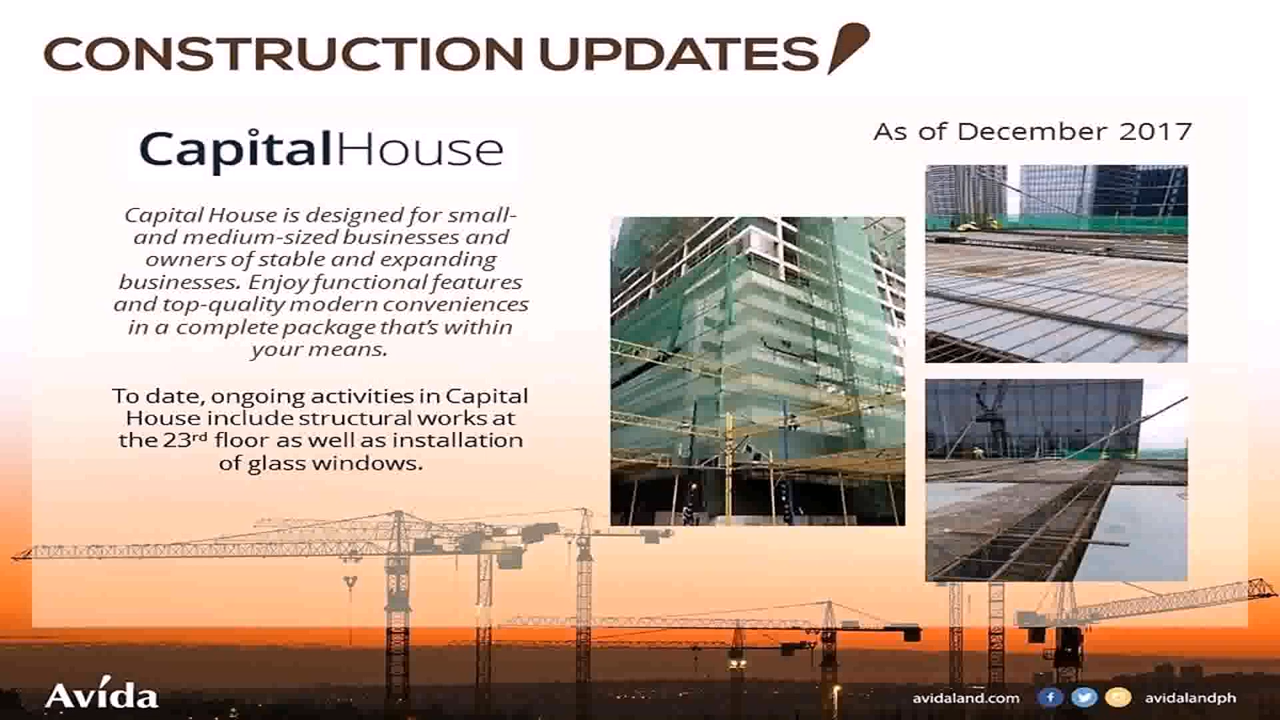 CONSTRUCTION UPDATES
CapitalHouse
As of December 2017
Capital House is designed for small-
and medium-sized businesses and
owners of stable and expanding
businesses. Enjoy functional features
and top-quality modern conveniences
in a complete package that's within
your means.
To date, ongoing activities in Capital
House include structural works at
the 23rd floor as well as installation
of glass windows.
Avída
avidaland.com
avidalandph